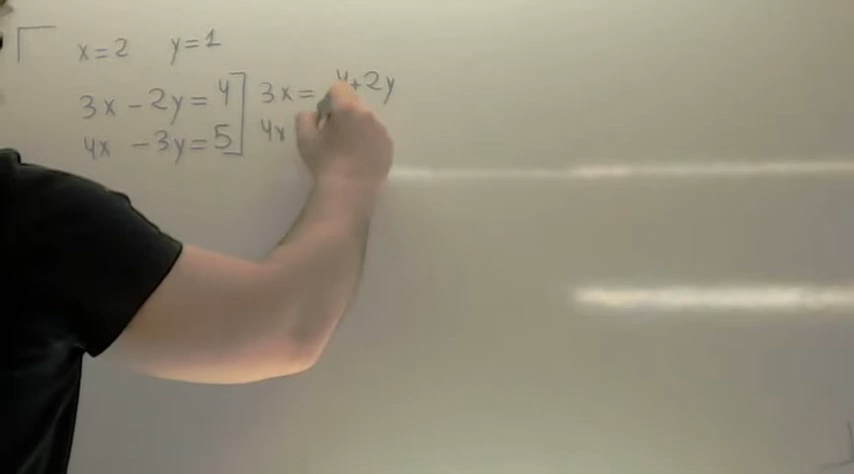 x=2 y=1
3x-2y=4] 3x= 4+2y
4x -3y=5] 4x